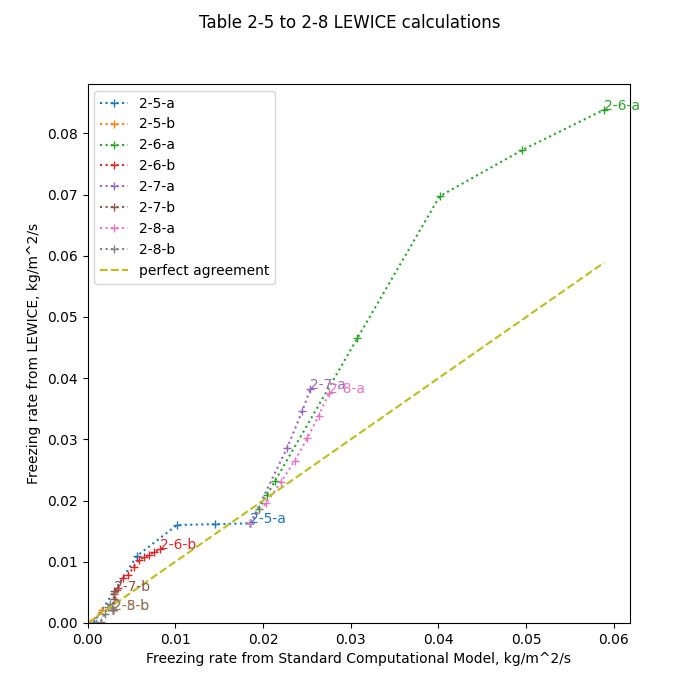 Table 2-5 to 2-8 LEWICE calculations
2-5-a
2-5-b
2-6-a
2-6-b
2-7-a
2-7-b
2-8-a
2-8-b
perfect agreement
2-6-a
2-7-a
2-8-a
2-5-a
2-6-b
2-7-b
2-8-b
0.08
0.07
0.06
0.05
0.04
0.03
0.02
0.01
0.00
Freezing rate from LEWICE, kg/m^2/s
0.00 0.01 0.02 0.03 0.04 0.05 0.06
Freezing rate from Standard Computational Model, kg/m^2/s